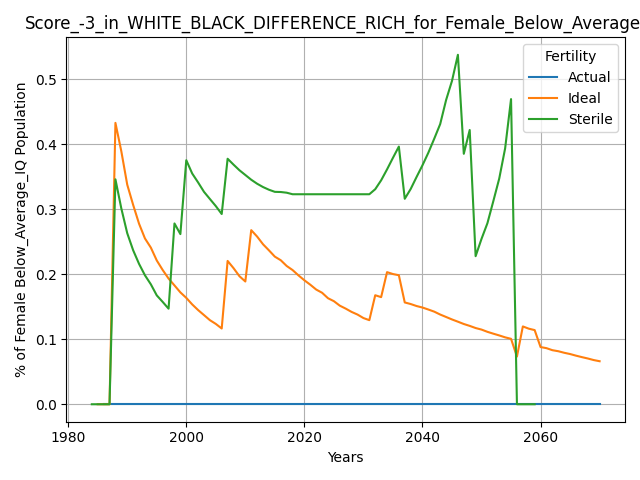 Score_-3_in_WHITE_BLACK_DIFFERENCE_RICH_for_Female_Below_Average
% of Female Below_Average_IQ Population
0.5
0.4
0.3
0.2
0.1
0.0
Fertility
Actual
Ideal
Sterile
1980
2000
2020
2040
2060
Years